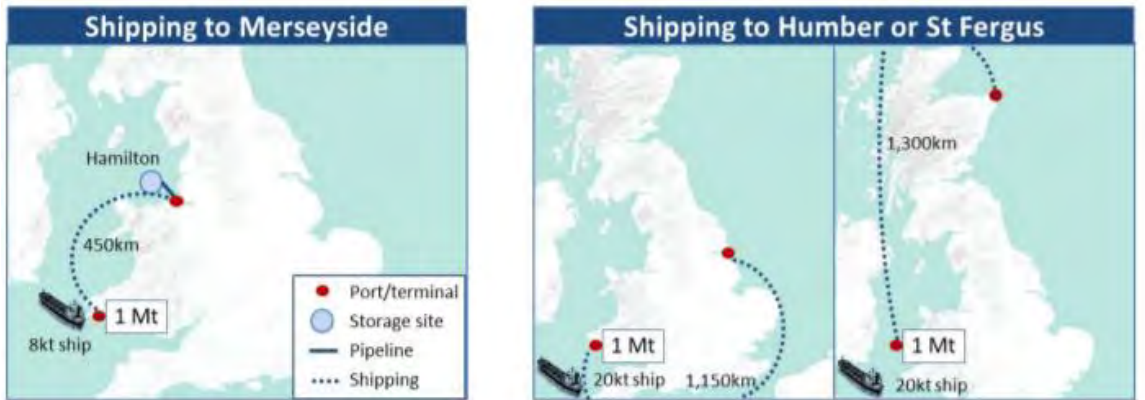 Shipping to Merseyside
Hamilton
450km
1 Mt
8kt ship
Port/terminal
Storage site
Pipeline
Shipping
Shipping to Humber or St Fergus
1 Mt
20kt ship
1,150km
1,300km
1 Mt
20kt ship